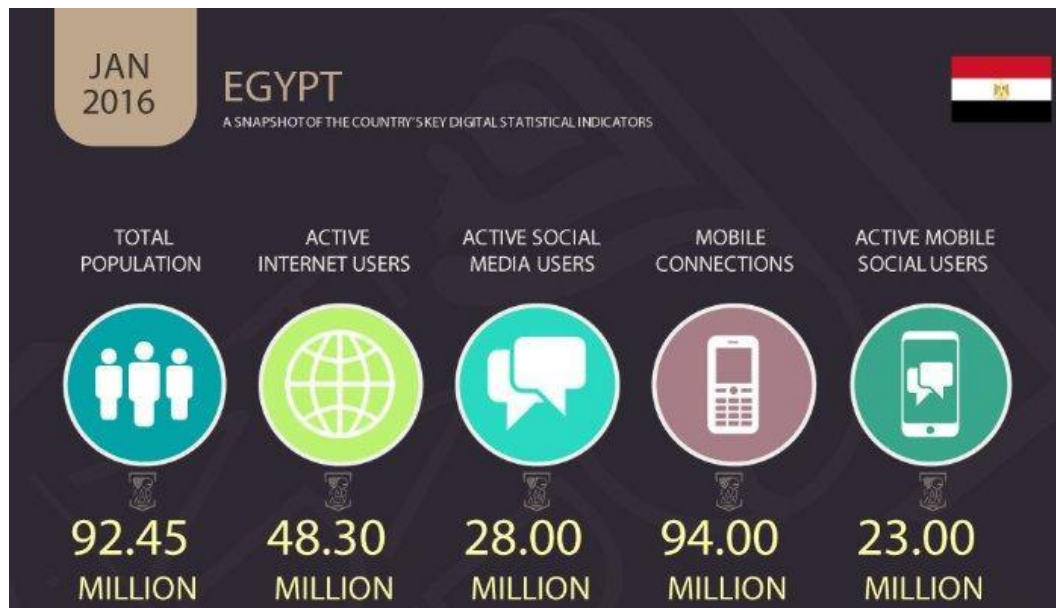 JAN
2016
EGYPT
A SNAPSHOT OF THE COUNTRY'S KEY DIGITAL STATISTICAL INDICATORS
TOTAL
POPULATION
ACTIVE
INTERNET USERS
ACTIVE SOCIAL
MEDIA USERS
MOBILE
CONNECTIONS
ACTIVE MOBILE
SOCIAL USERS
92.45
MILLION
48.30
MILLION
28.00
MILLION
94.00
MILLION
23.00
MILLION